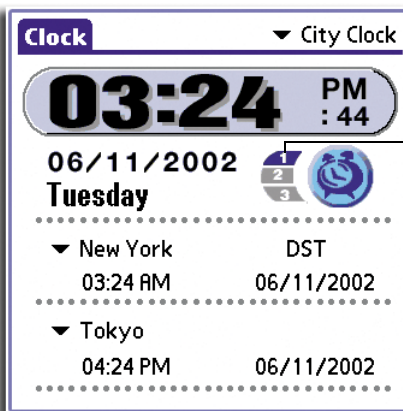 Clock
City Clock
03:24 PM
: 44
06/11/2002
1
2
3
Tuesday
New York DST
03:24 AM 06/11/2002
Tokyo
04:24 PM 06/11/2002